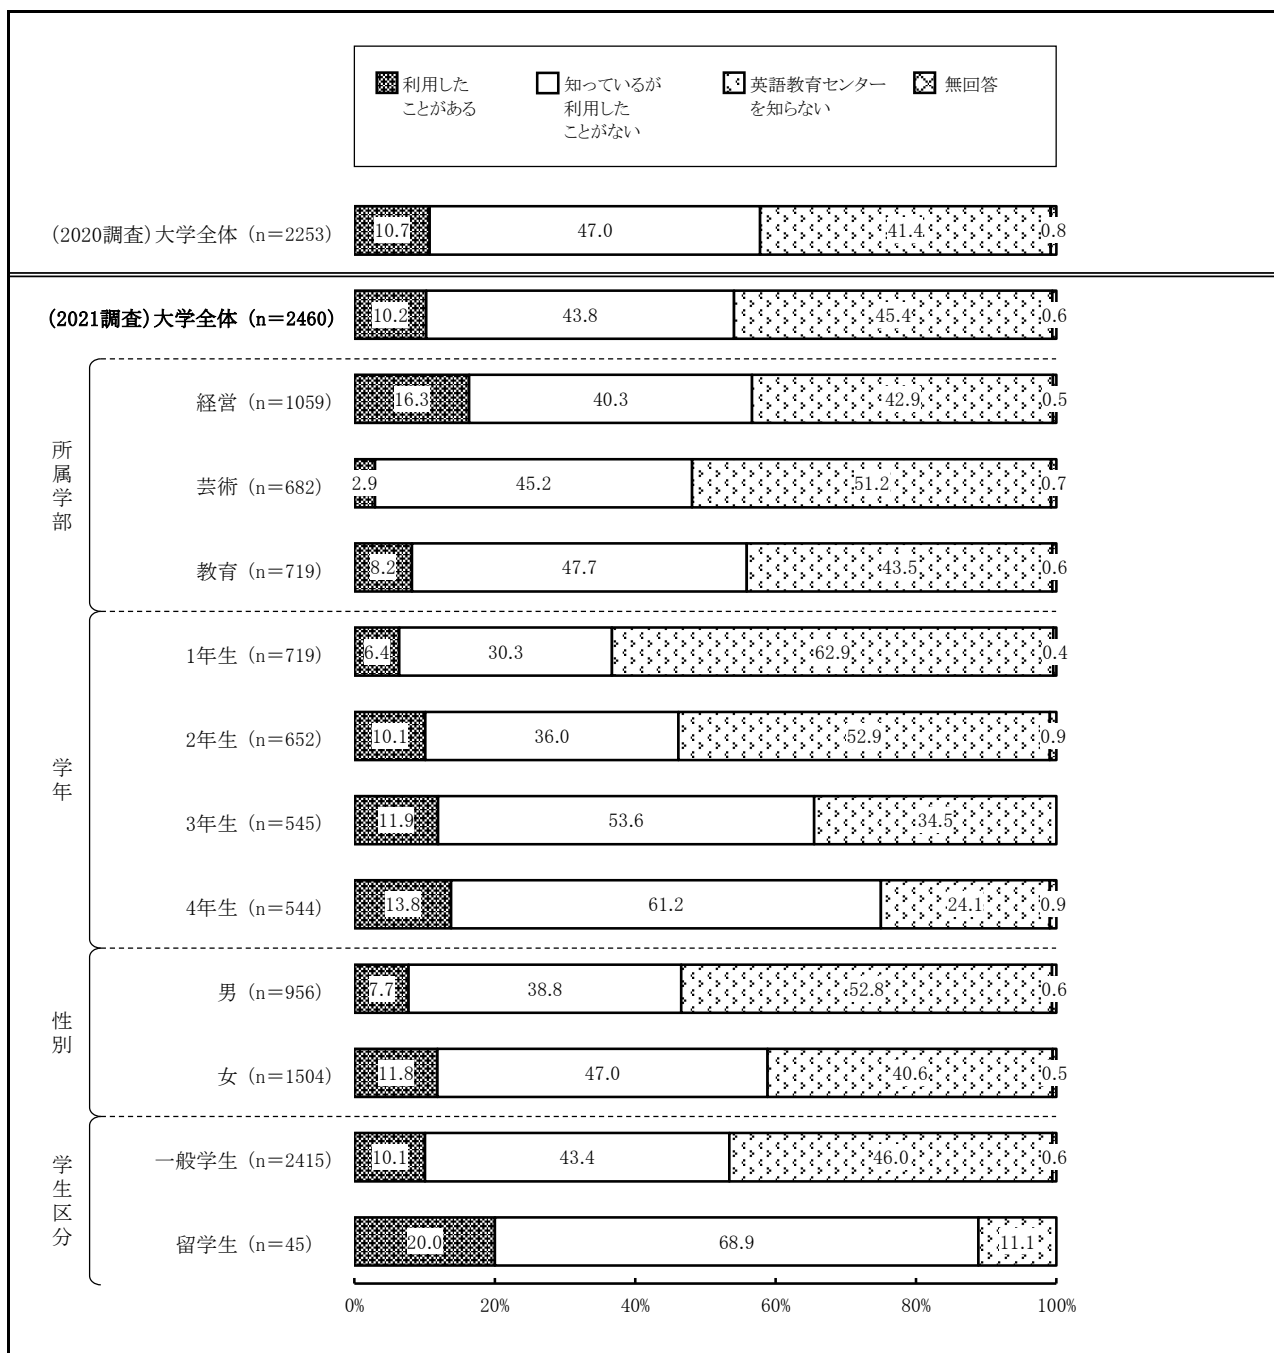 利用した
ことがある
知っているが
利用した
ことがない
英語教育センター
を知らない
無回答
(2020調査)大学全体 (n=2253) 10.7 47.0 41.4 0.8
(2021調査)大学全体 (n=2460) 10.2 43.8 45.4 0.6
所属学部
経営 (n=1059) 16.3 40.3 42.9 0.5
芸術 (n=682) 2.9 45.2 51.2 0.7
教育 (n=719) 8.2 47.7 43.5 0.6
学年
1年生 (n=719) 6.4 30.3 62.9 0.4
2年生 (n=652) 10.1 36.0 52.9 0.9
3年生 (n=545) 11.9 53.6 34.5
4年生 (n=544) 13.8 61.2 24.1 0.9
性別
男 (n=956) 7.7 38.8 52.8 0.6
女 (n=1504) 11.8 47.0 40.6 0.5
学生区分
一般学生 (n=2415) 10.1 43.4 46.0 0.6
留学生 (n=45) 20.0 68.9 11.1
0% 20% 40% 60% 80% 100%